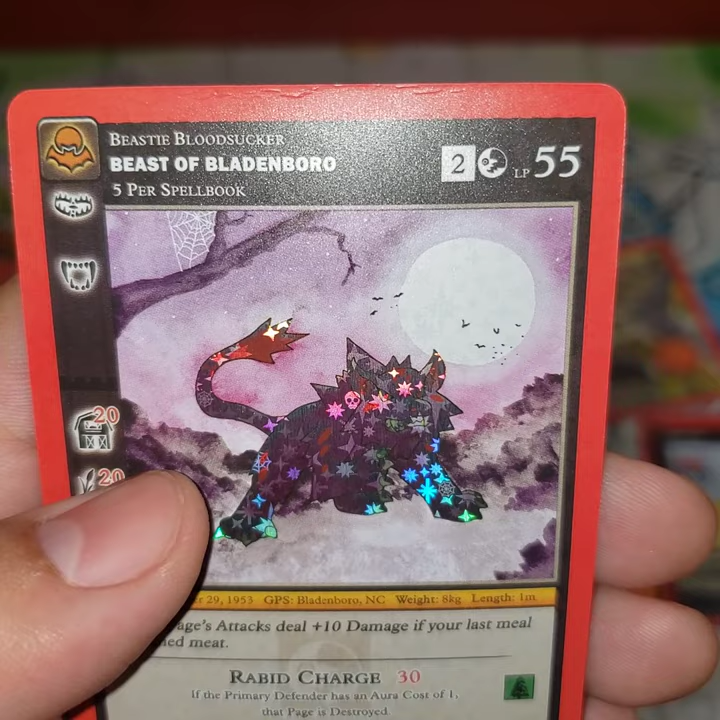 BEASTIE BLOODSUCKER
BEAST OF BLADENBORO
5 PER SPELLBOOK
2 LP 55
20
20
29, 1953 GPS: Bladenboro, NC Weight: 8kg Length: 1m
Attacks deal +10 Damage if your last meal
meat.
RABID CHARGE 30
If the Primary Defender has an Aura Cost of 1,
that Page is Destroyed